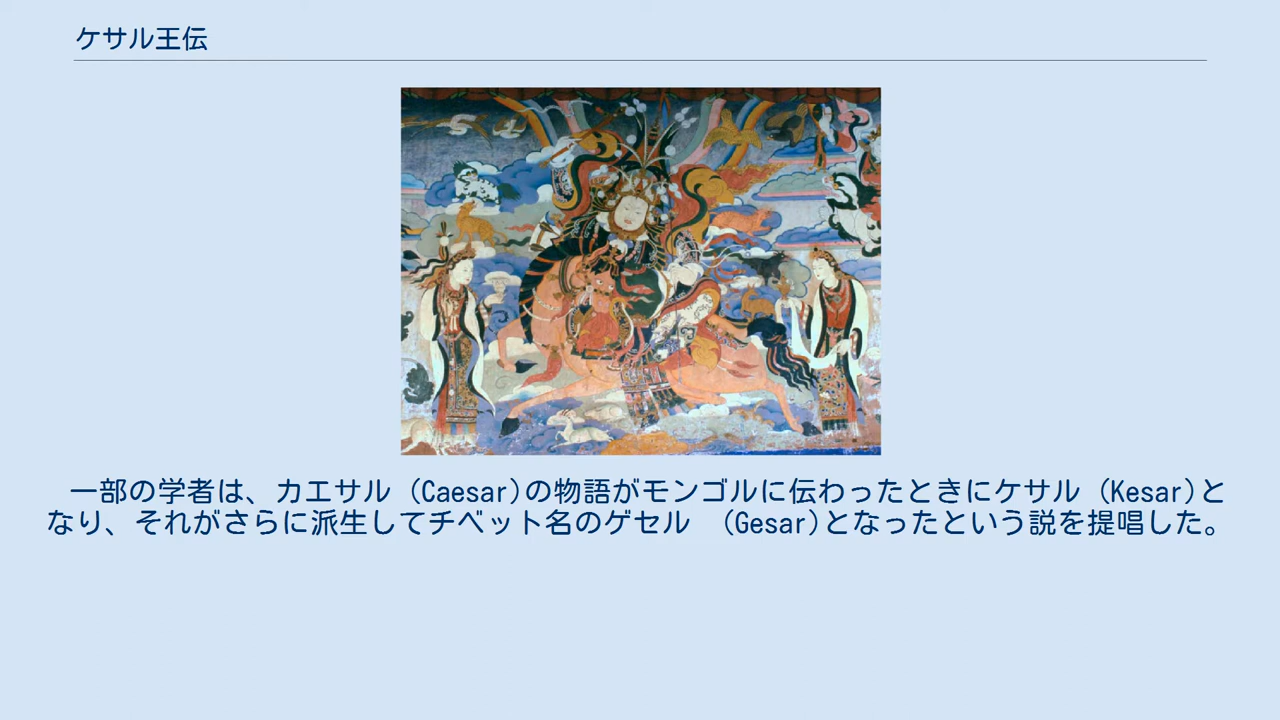 ケサル王伝
一部の学者は、カエサル (Caesar)の物語がモンゴルに伝わったときにケサル (Kesar)と
なり、それがさらに派生してチベット名のゲセル (Gesar)となったという説を提唱した。